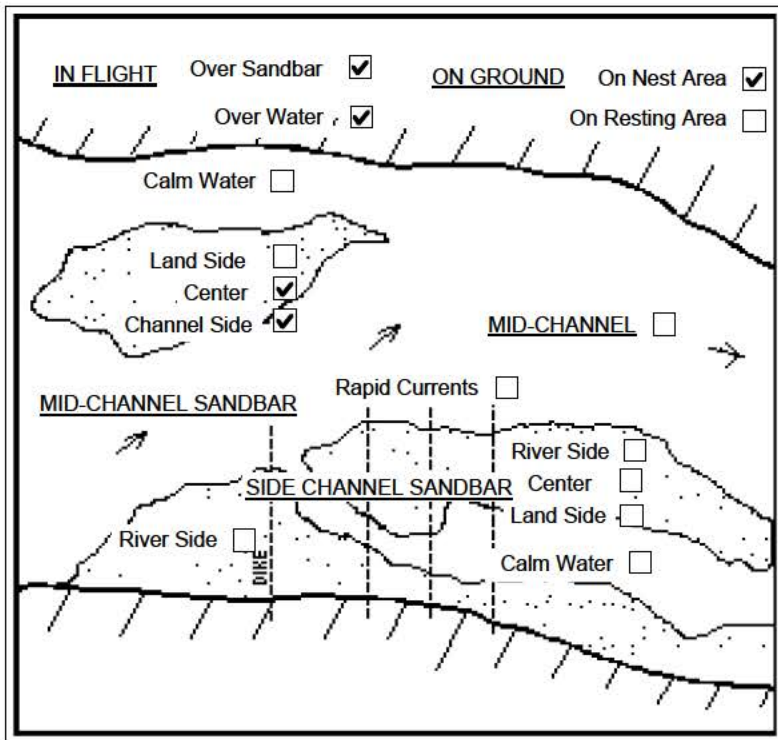 IN FLIGHT Over Sandbar ON GROUND On Nest Area
Over Water On Resting Area
Calm Water
Land Side
Center
Channel Side
MID-CHANNEL
Rapid Currents
MID-CHANNEL SANDBAR
River Side
SIDE CHANNEL SANDBAR Center
Land Side
River Side
DIKE
Calm Water